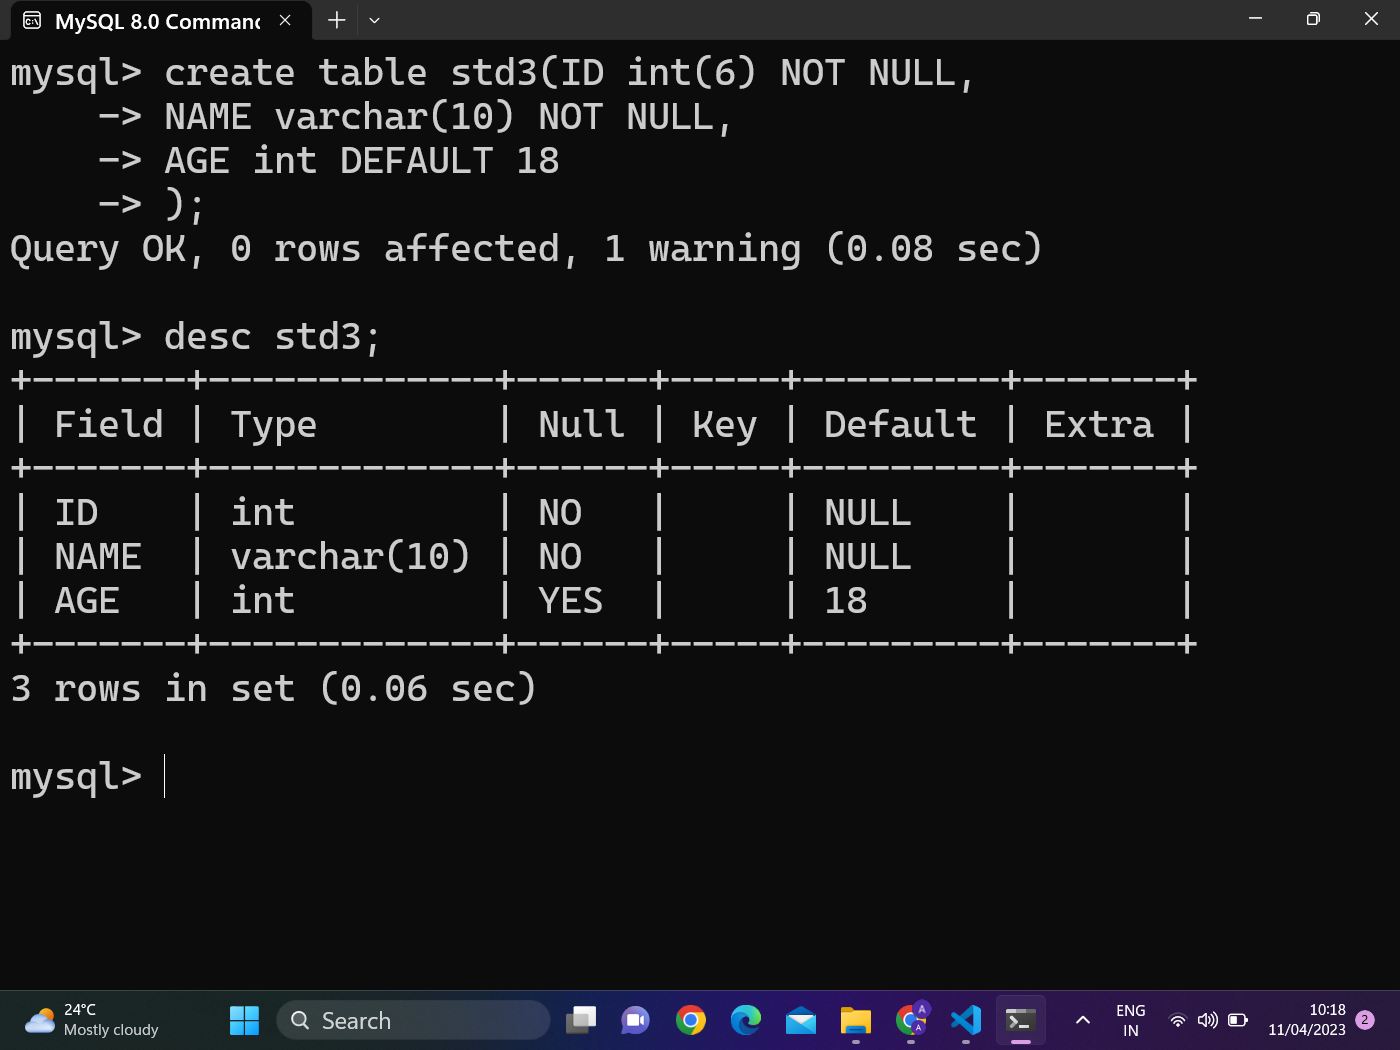 MySQL 8.0 Comman
mysql> create table std3(ID int(6) NOT NULL,
    -> NAME varchar(10) NOT NULL,
    -> AGE int DEFAULT 18
    -> );
Query OK, 0 rows affected, 1 warning (0.08 sec)
mysql> desc std3;
+-------+-------------+------+-----+---------+-------+
| Field | Type        | Null | Key | Default | Extra |
+-------+-------------+------+-----+---------+-------+
| ID    | int         | NO   |     | NULL    |       |
| NAME  | varchar(10) | NO   |     | NULL    |       |
| AGE   | int         | YES  |     | 18      |       |
+-------+-------------+------+-----+---------+-------+
3 rows in set (0.06 sec)
mysql>
24°C
Mostly cloudy
Search
A
A
ENG
IN
10:18
11/04/2023
2